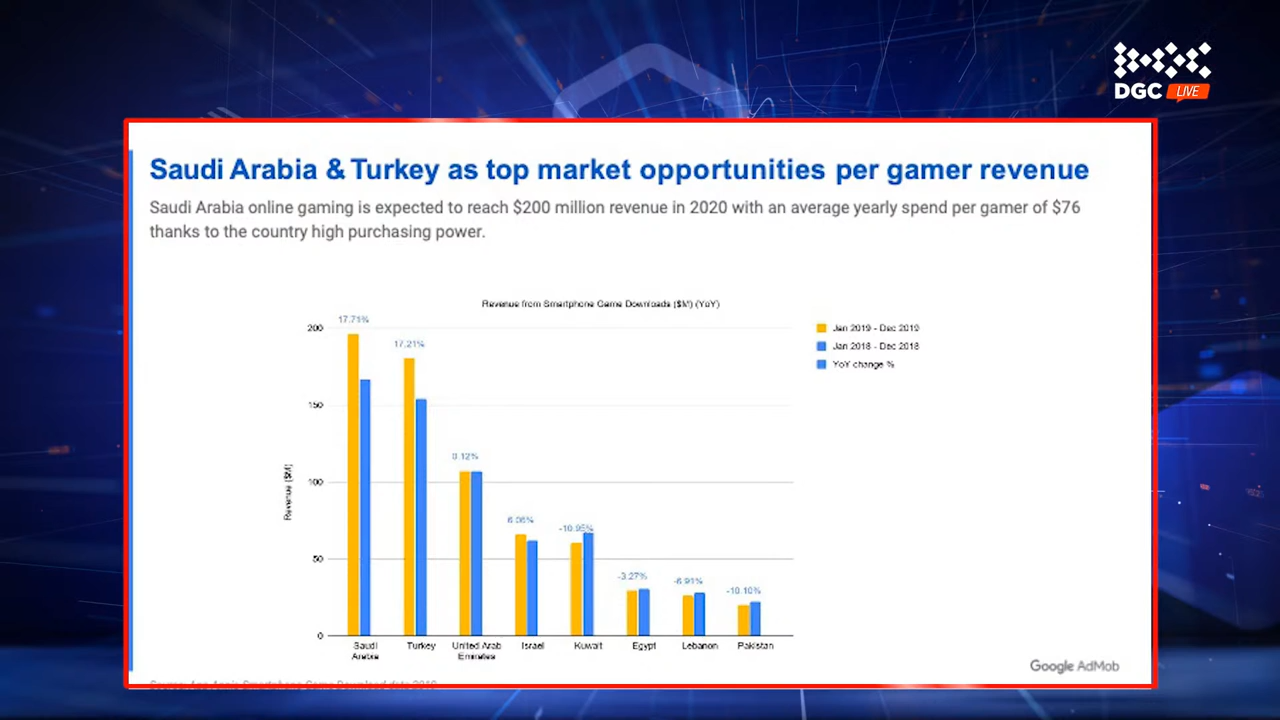 DGC LIVE
Saudi Arabia & Turkey as top market opportunities per gamer revenue
Saudi Arabia online gaming is expected to reach $200 million revenue in 2020 with an average yearly spend per gamer of $76
thanks to the country high purchasing power.
Revenue from Smartphone Game Downloads ($M) (YoY)
Jan 2019 - Dec 2019
Jan 2018 - Dec 2018
YoY change %
Revenue ($M)
200
150
100
50
0
17.71%
17.21%
0.12%
6.06%
-10.95%
-3.27%
-6.91%
-10.10%
Saudi Arabia
Turkey
United Arab Emirates
Israel
Kuwait
Egypt
Lebanon
Pakistan
Google AdMob